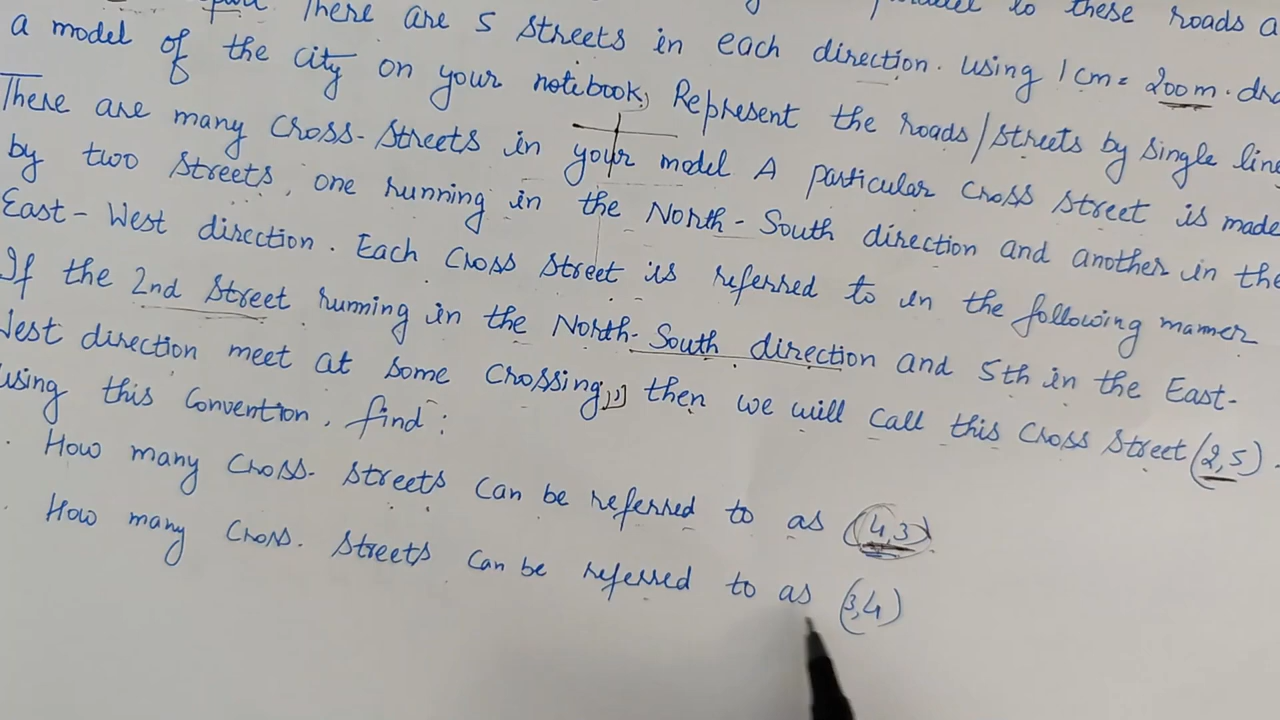 There are 5 streets in each direction. using 1cm = 200m. dra
a model of the city on your notebook, Represent the roads/streets by single line
There are many cross-streets in your model A particular cross street is made
by two streets, one running in the North-South direction and another in the
East-West direction. Each cross street is referred to in the following manner
If the 2nd street running in the North-South direction and 5th in the East-
West direction meet at some crossing, then we will call this cross street (2,5).
using this convention, find:
How many cross-streets can be referred to as (4,3).
How many cross. streets can be referred to as (3,4)